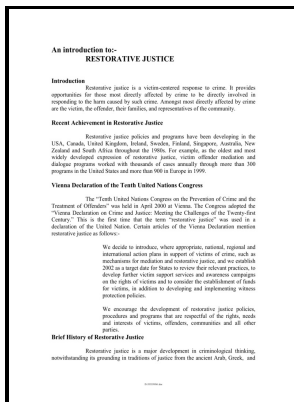 An introduction to:-
RESTORATIVE JUSTICE
Introduction
Restorative justice is a victim-centered response to crime. It provides
opportunities for those most directly affected by crime to be directly involved in
responding to the harm caused by such crime. Amongst most directly affected by crime
are the victim, the offender, their families, and representatives of the community.
Recent Achievement in Restorative Justice
Restorative justice policies and programs have been developing in the
USA, Canada, United Kingdom, Ireland, Sweden, Finland, Singapore, Australia, New
Zealand and South Africa throughout the 1980s. For example, as the oldest and most
widely developed expression of restorative justice, victim offender mediation and
dialogue programs worked with thousands of cases annually through more than 300
programs in the United States and more than 900 in Europe in 1999.
Vienna Declaration of the Tenth United Nations Congress
The "Tenth United Nations Congress on the Prevention of Crime and the
Treatment of Offenders" was held in April 2000 at Vienna. The Congress adopted the
"Vienna Declaration on Crime and Justice: Meeting the Challenges of the Twenty-first
Century." This is the first time that the term "restorative justice" was used in a
declaration of the United Nation. Certain articles of the Vienna Declaration mention
restorative justice as follows:-
We decide to introduce, where appropriate, national, regional and
international action plans in support of victims of crime, such as
mechanisms for mediation and restorative justice, and we establish
2002 as a target date for States to review their relevant practices, to
develop further victim support services and awareness campaigns
on the rights of victims and to consider the establishment of funds
for victims, in addition to developing and implementing witness
protection policies.
We encourage the development of restorative justice policies,
procedures and programs that are respectful of the rights, needs
and interests of victims, offenders, communities and all other
parties.
Brief History of Restorative Justice
Restorative justice is a major development in criminological thinking,
notwithstanding its grounding in traditions of justice from the ancient Arab, Greek, and